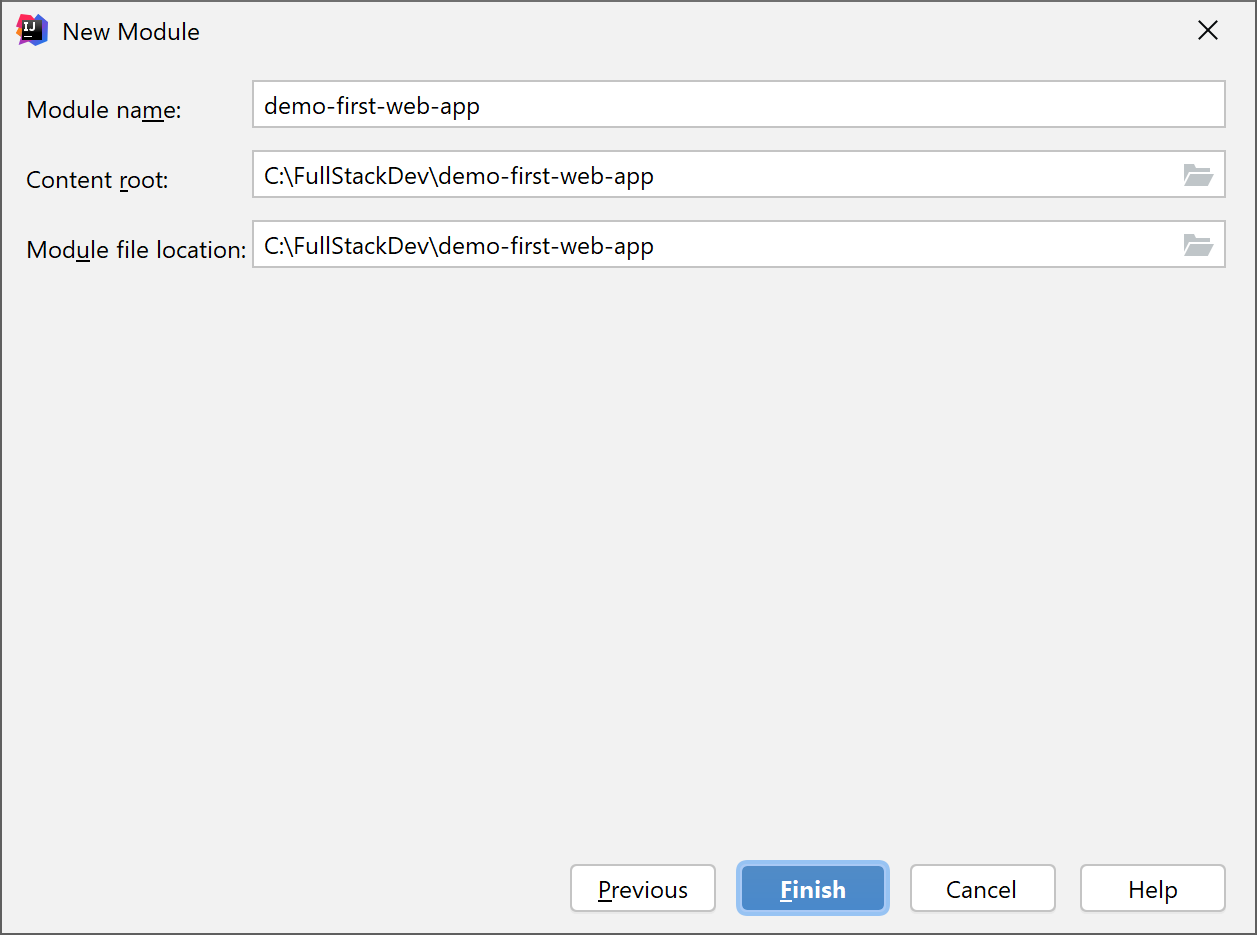 IJ
New Module
Module name: demo-first-web-app
Content root: C:\FullStackDev\demo-first-web-app
Module file location: C:\FullStackDev\demo-first-web-app
Previous Finish Cancel Help